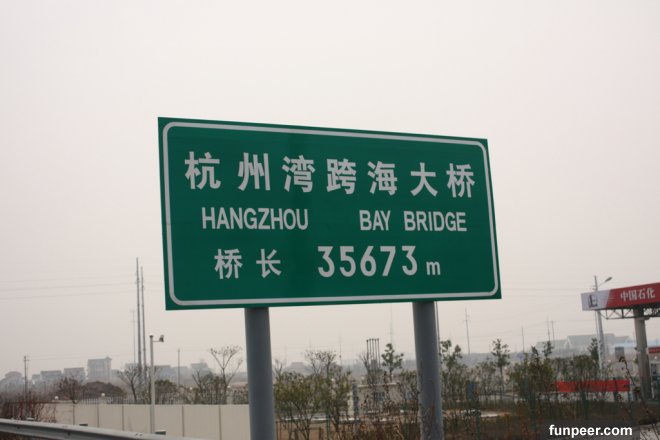 杭州湾跨海大桥
HANGZHOU BAY BRIDGE
桥长 35673 m
中国石化
funpeer.com